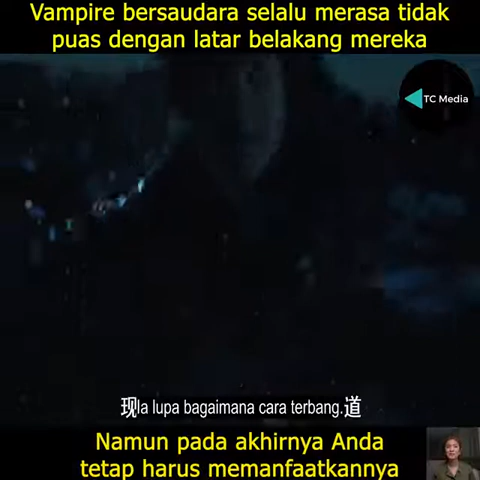 Vampire bersaudara selalu merasa tidak
puas dengan latar belakang mereka
TC Media
现la lupa bagaimana cara terbang.道
Namun pada akhirnya Anda
tetap harus memanfaatkannya